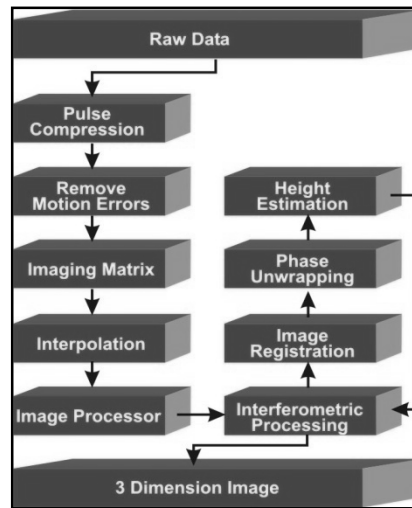 Raw Data
Pulse
Compression
Remove
Motion Errors
Imaging Matrix
Interpolation
Image Processor
Height
Estimation
Phase
Unwrapping
Image
Registration
Interferometric
Processing
3 Dimension Image